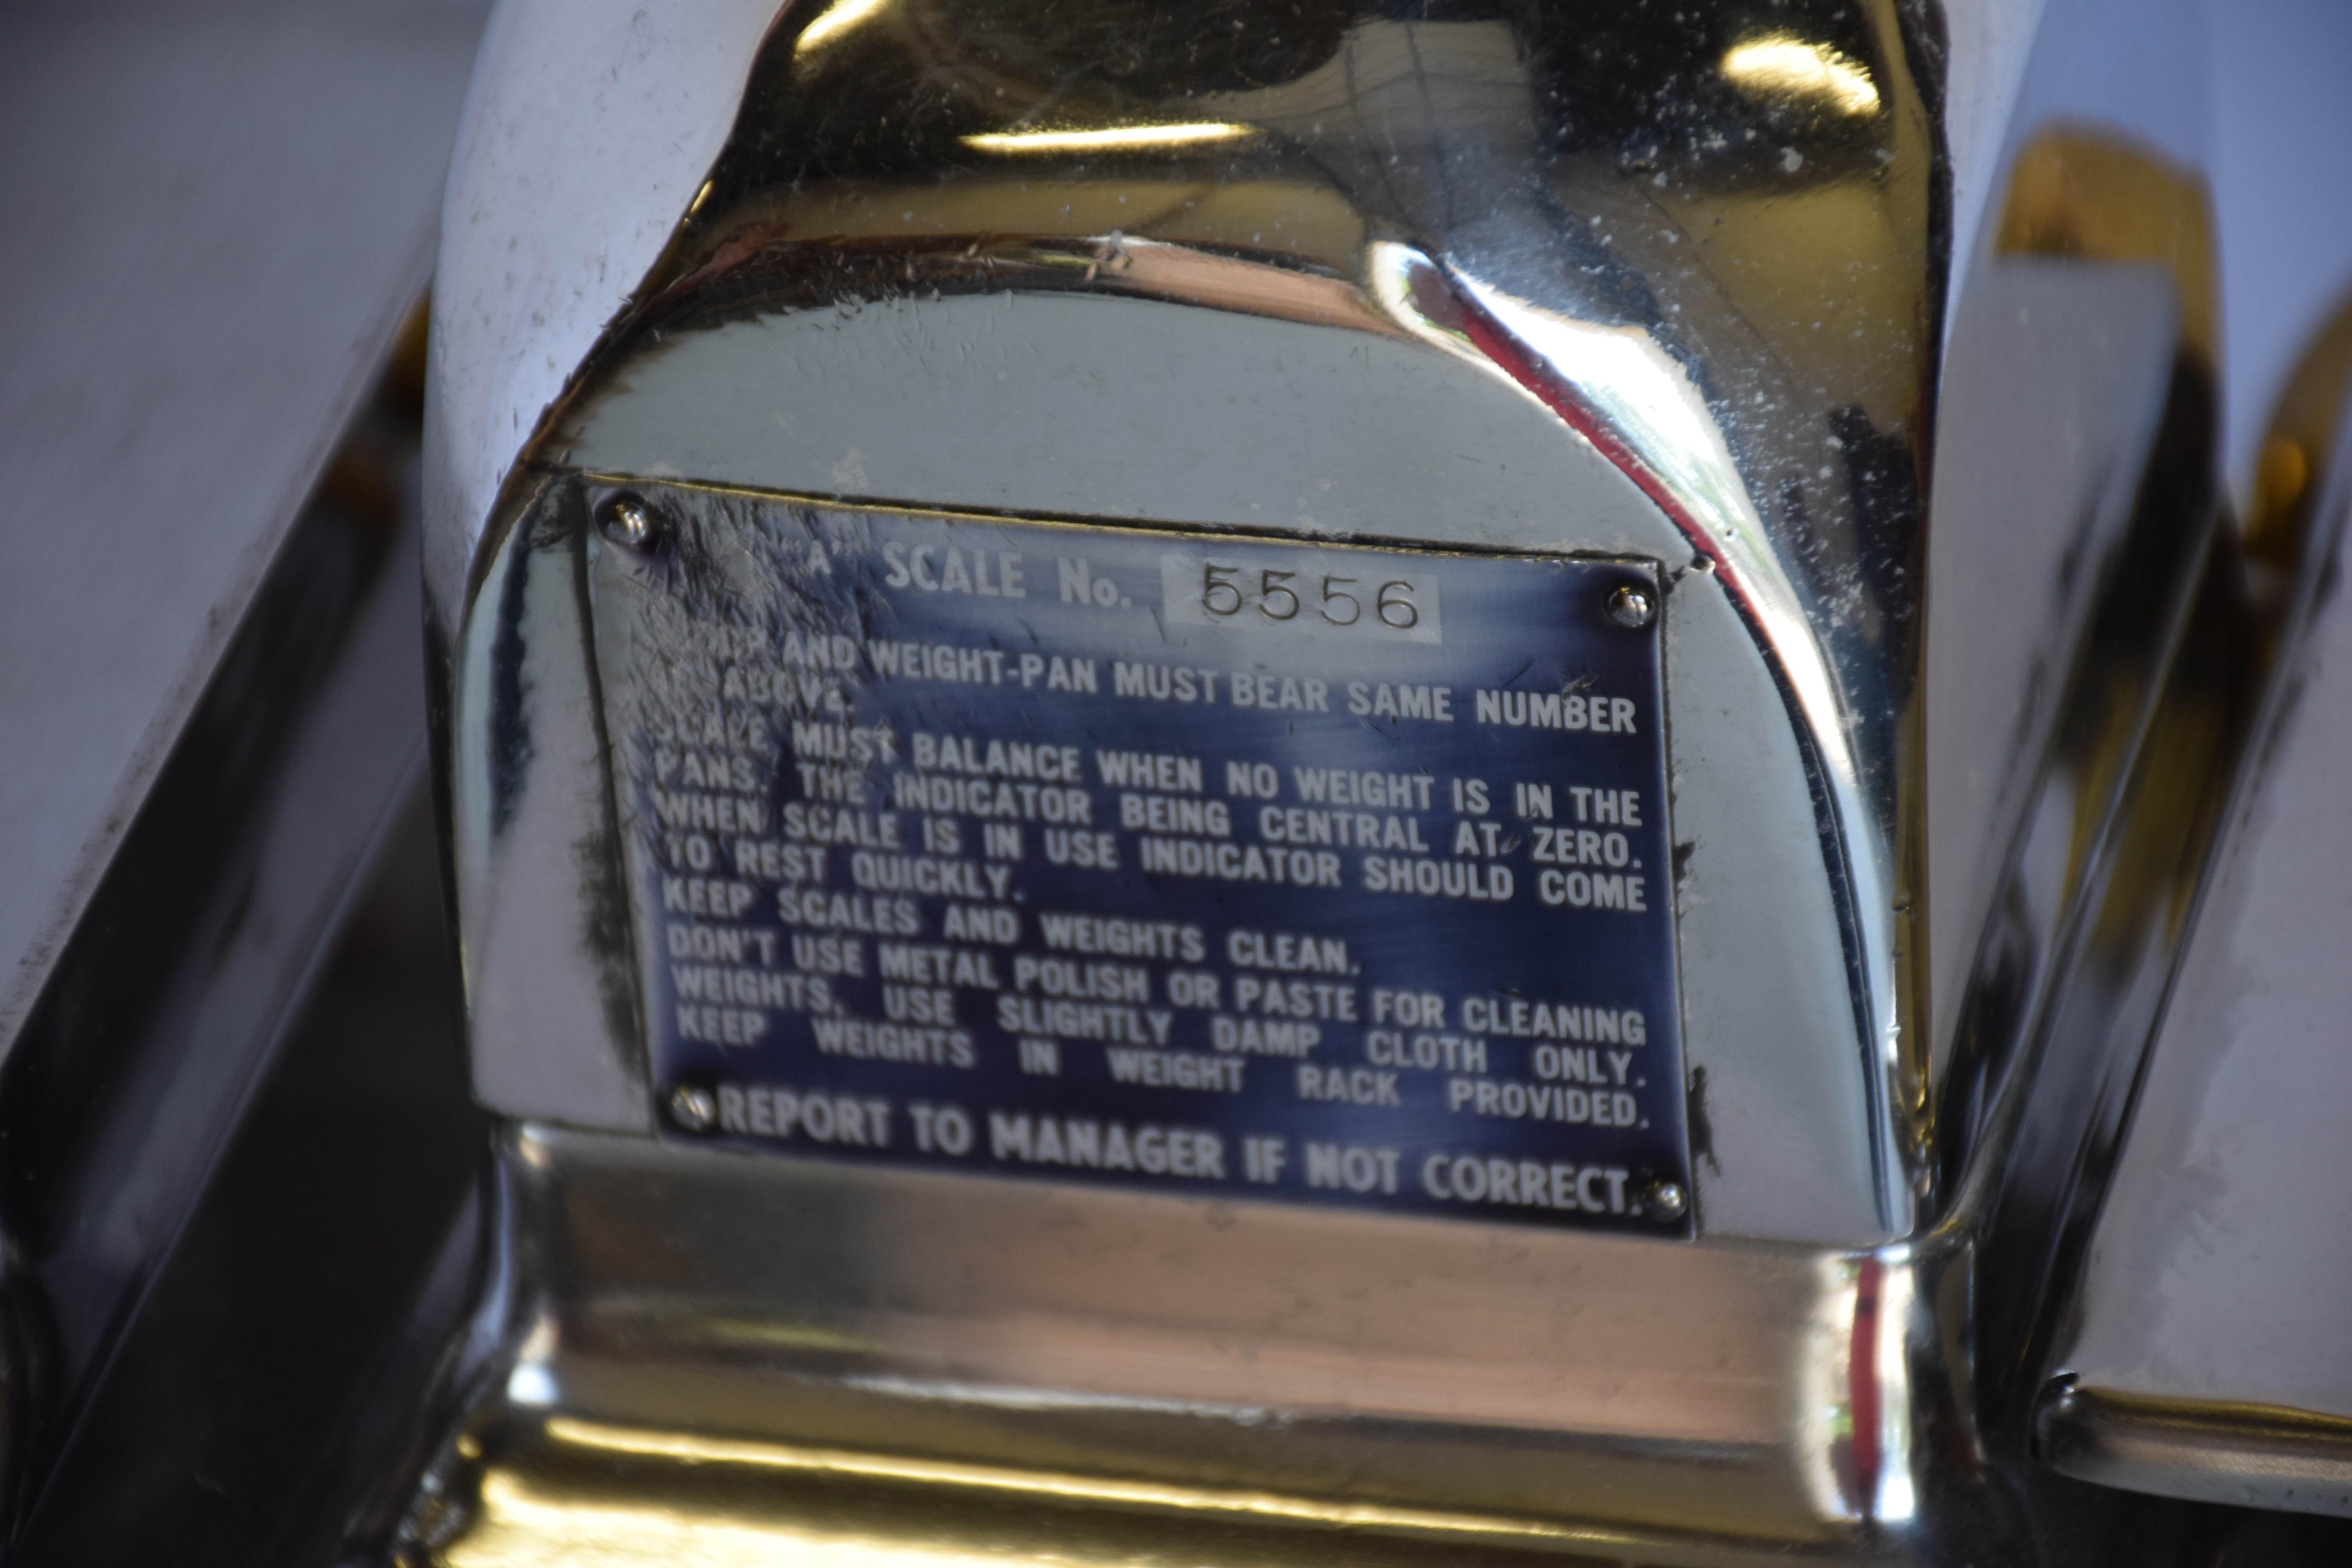 "A" SCALE No. 5556
AND WEIGHT-PAN MUST BEAR SAME NUMBER
ABOVE.
SCALE MUST BALANCE WHEN NO WEIGHT IS IN THE
PANS. THE INDICATOR BEING CENTRAL AT ZERO.
WHEN SCALE IS IN USE INDICATOR SHOULD COME
TO REST QUICKLY.
KEEP SCALES AND WEIGHTS CLEAN.
DON'T USE METAL POLISH OR PASTE FOR CLEANING
WEIGHTS, USE SLIGHTLY DAMP CLOTH ONLY.
KEEP WEIGHTS IN WEIGHT RACK PROVIDED.
REPORT TO MANAGER IF NOT CORRECT.